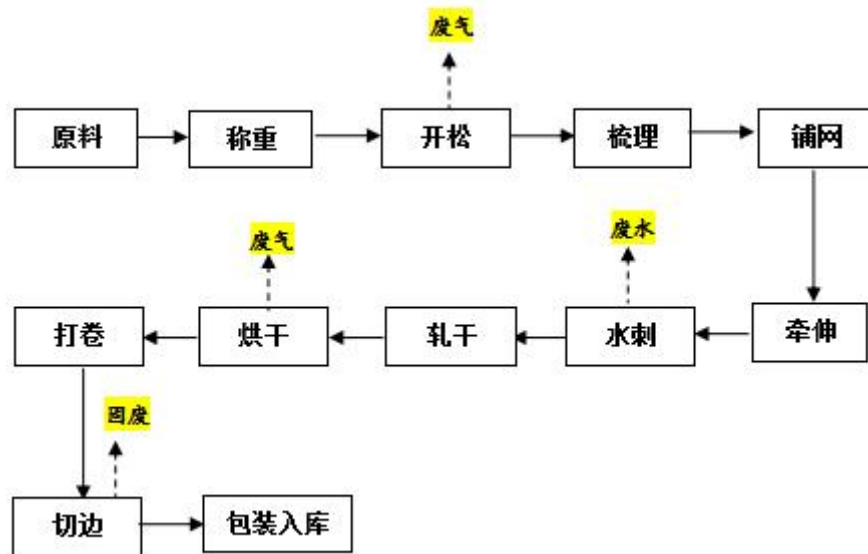 废气
原料
称重
开松
梳理
铺网
废气
废水
打卷
烘干
轧干
水刺
牵伸
固废
切边
包装入库